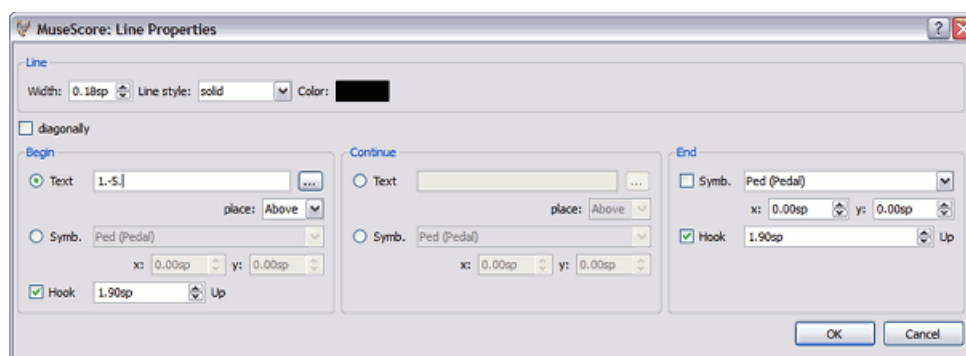 MuseScore: Line Properties
Line
Width: 0.18sp Line style: solid Color:
diagonally
Begin
Text 1.-5. ...
place: Above
Symb. Ped (Pedal)
x: 0.00sp y: 0.00sp
Hook 1.90sp Up
Continue
Text ...
place: Above
Symb. Ped (Pedal)
x: 0.00sp y: 0.00sp
End
Symb. Ped (Pedal)
x: 0.00sp y: 0.00sp
Hook 1.90sp Up
OK Cancel